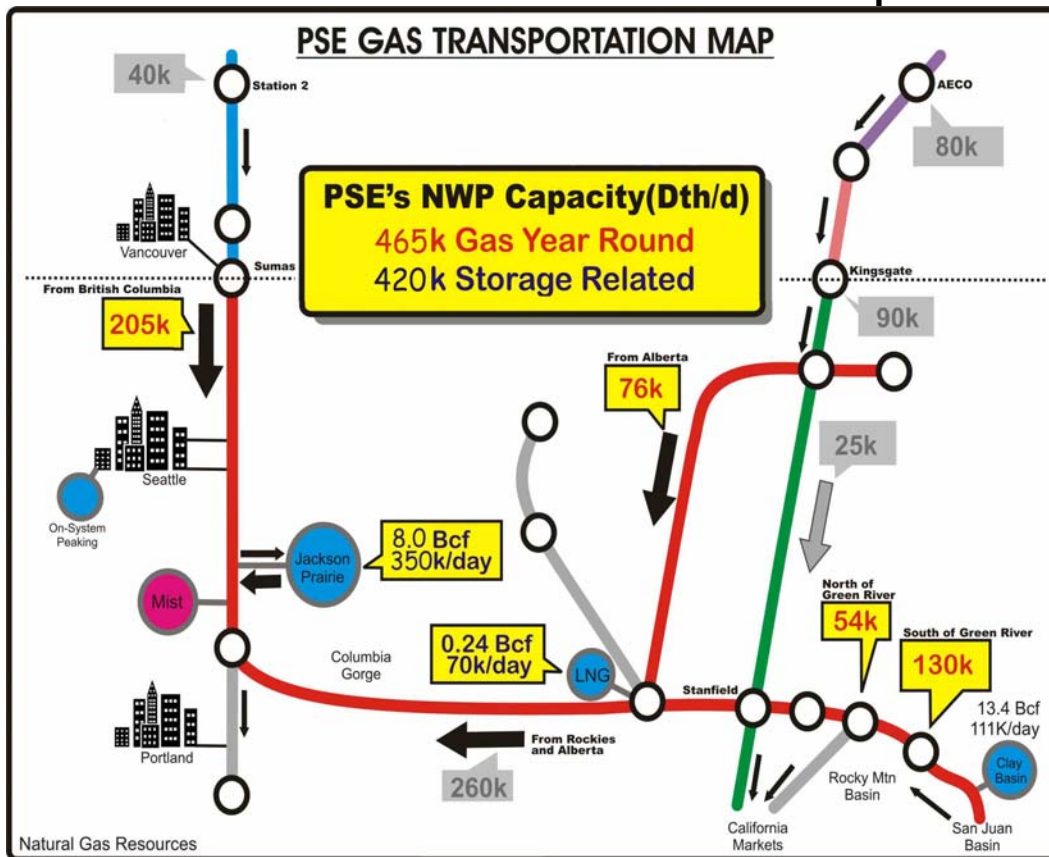 PSE GAS TRANSPORTATION MAP
40k
Station 2
AECO
80k
PSE's NWP Capacity(Dth/d)
465k Gas Year Round
420k Storage Related
Vancouver
Sumas
Kingsgate
From British Columbia
205k
90k
From Alberta
76k
25k
Seattle
On-System
Peaking
Jackson
Prairie
8.0 Bcf
350k/day
Mist
North of
Green River
54k
South of Green River
130k
0.24 Bcf
70k/day
LNG
Columbia
Gorge
Stanfield
13.4 Bcf
111K/day
Clay
Basin
Portland
From Rockies
and Alberta
260k
Rocky Mtn
Basin
California
Markets
San Juan
Basin
Natural Gas Resources